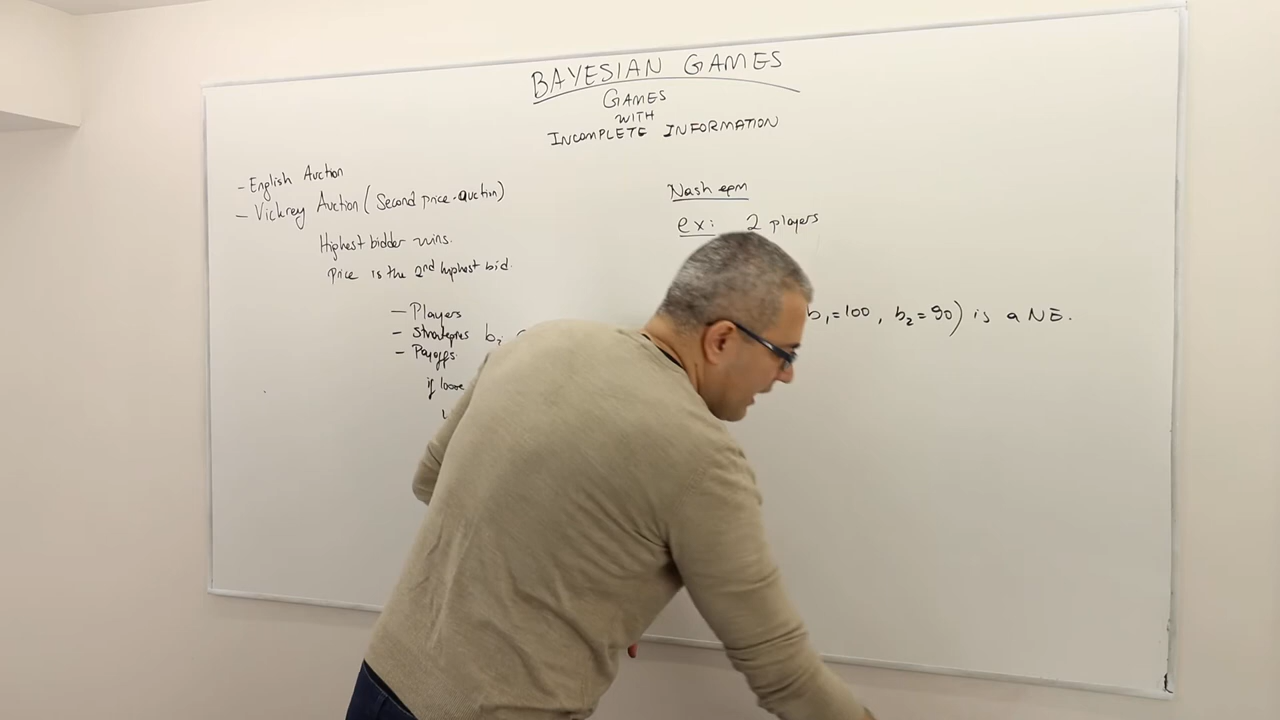 BAYESIAN GAMES
GAMES
WITH
INCOMPLETE INFORMATION
- English Auction
- Vickrey Auction (Second price auction)
Highest bidder wins.
Price is the 2nd highest bid.
- Players
- Strategies bi
- Payoffs:
if loose
Nash eqm
ex: 2 players
b1=100, b2=90) is a NE.